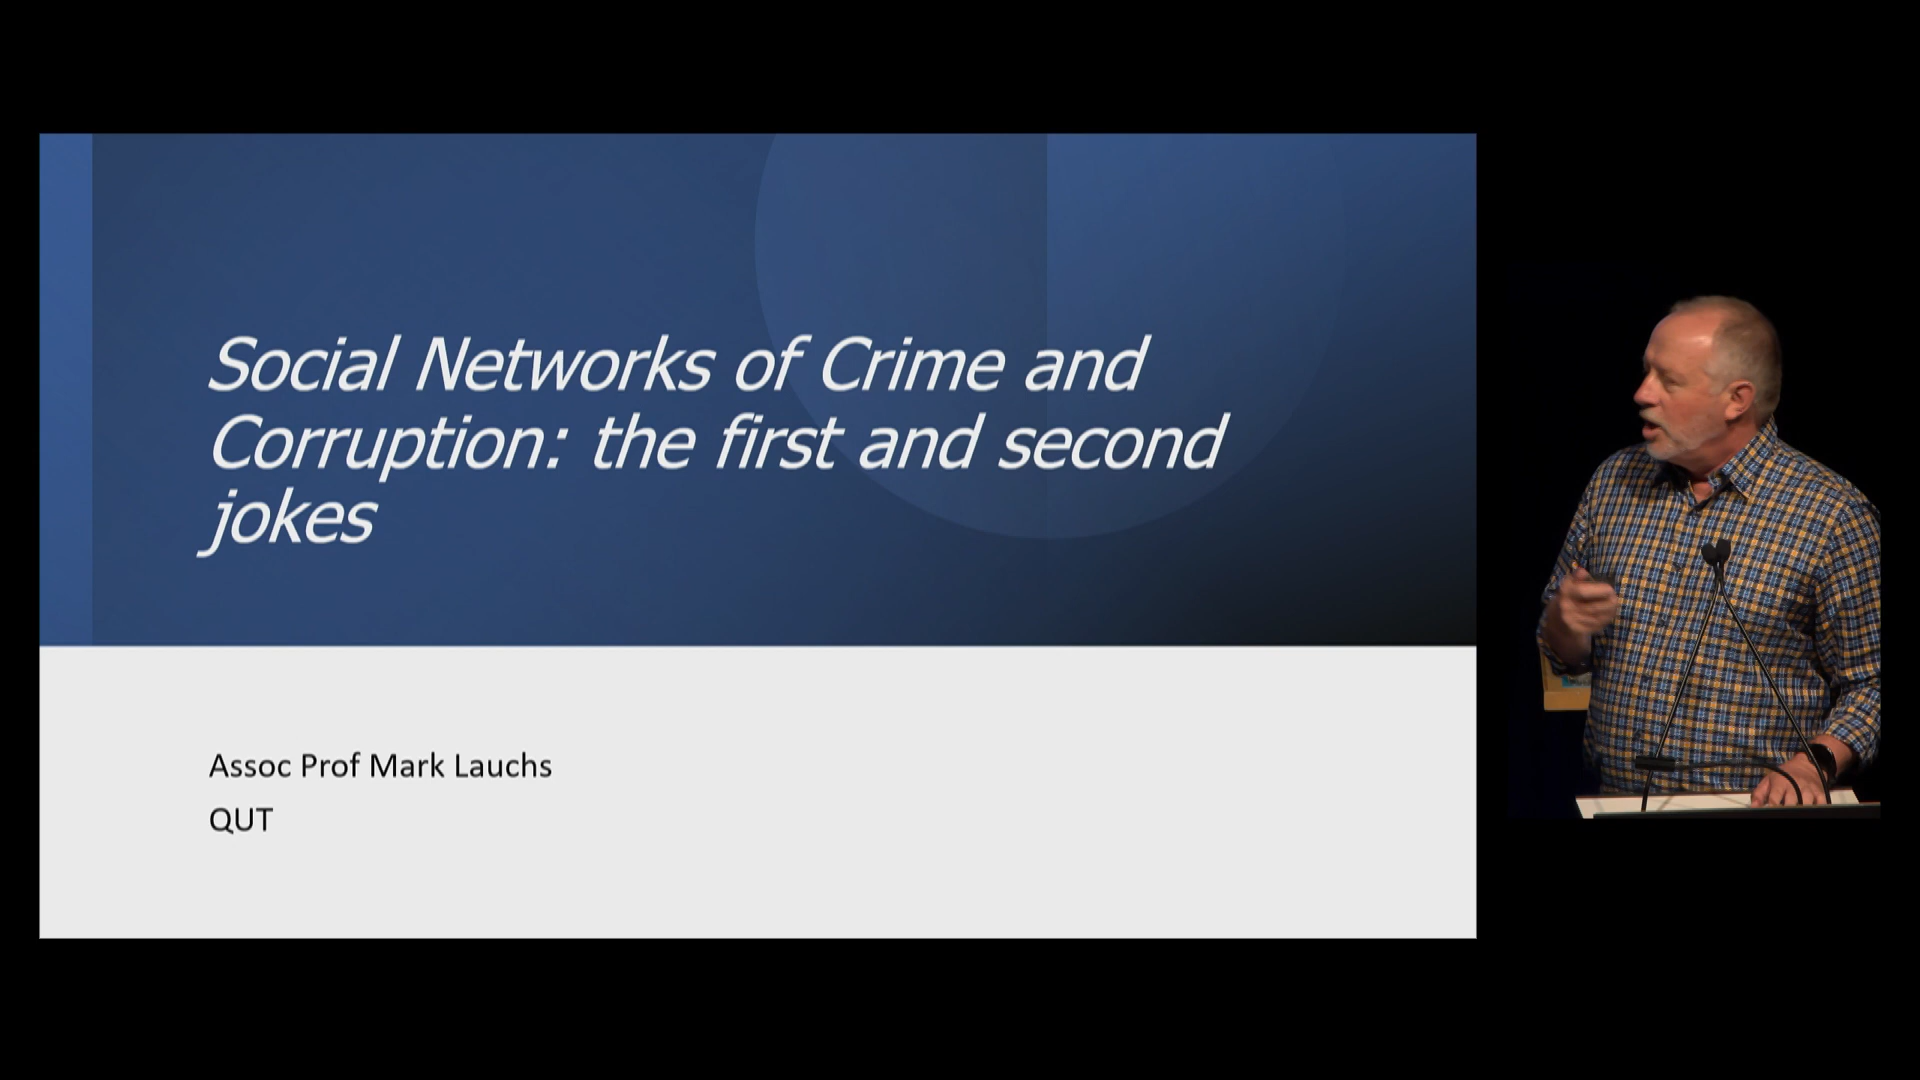 Social Networks of Crime and
Corruption: the first and second
jokes
Assoc Prof Mark Lauchs
QUT